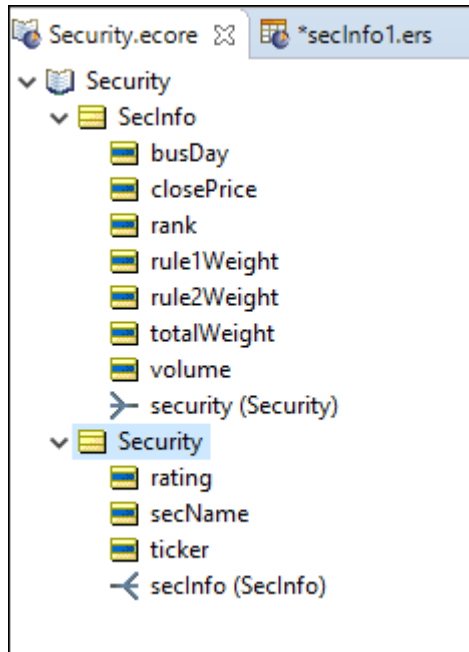 Security.ecore *secInfo1.ers
Security
SecInfo
busDay
closePrice
rank
rule1Weight
rule2Weight
totalWeight
volume
security (Security)
Security
rating
secName
ticker
secInfo (SecInfo)